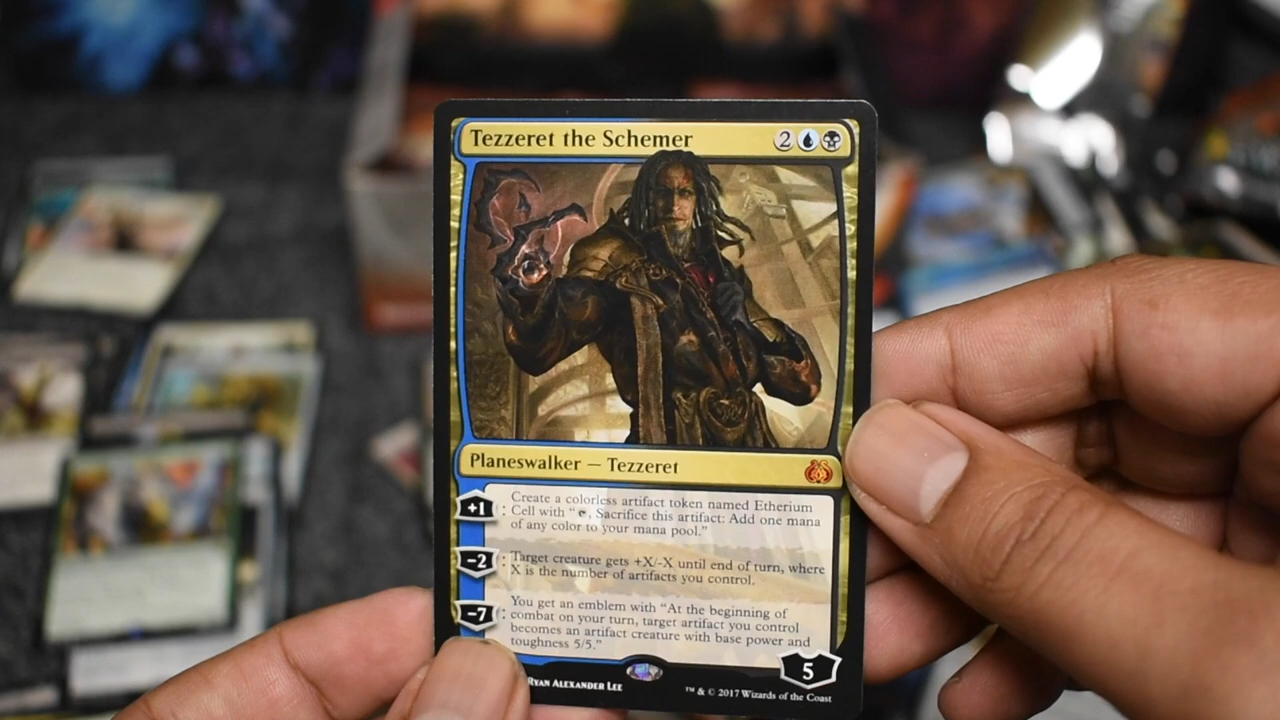 Tezzeret the Schemer 2
Planeswalker — Tezzeret
+1 : Create a colorless artifact token named Etherium
Cell with “ , Sacrifice this artifact: Add one mana
of any color to your mana pool.”
−2 : Target creature gets +X/-X until end of turn, where
X is the number of artifacts you control.
−7 : You get an emblem with “At the beginning of
combat on your turn, target artifact you control
becomes an artifact creature with base power and
toughness 5/5.”
5
Ryan Alexander Lee
™ & © 2017 Wizards of the Coast